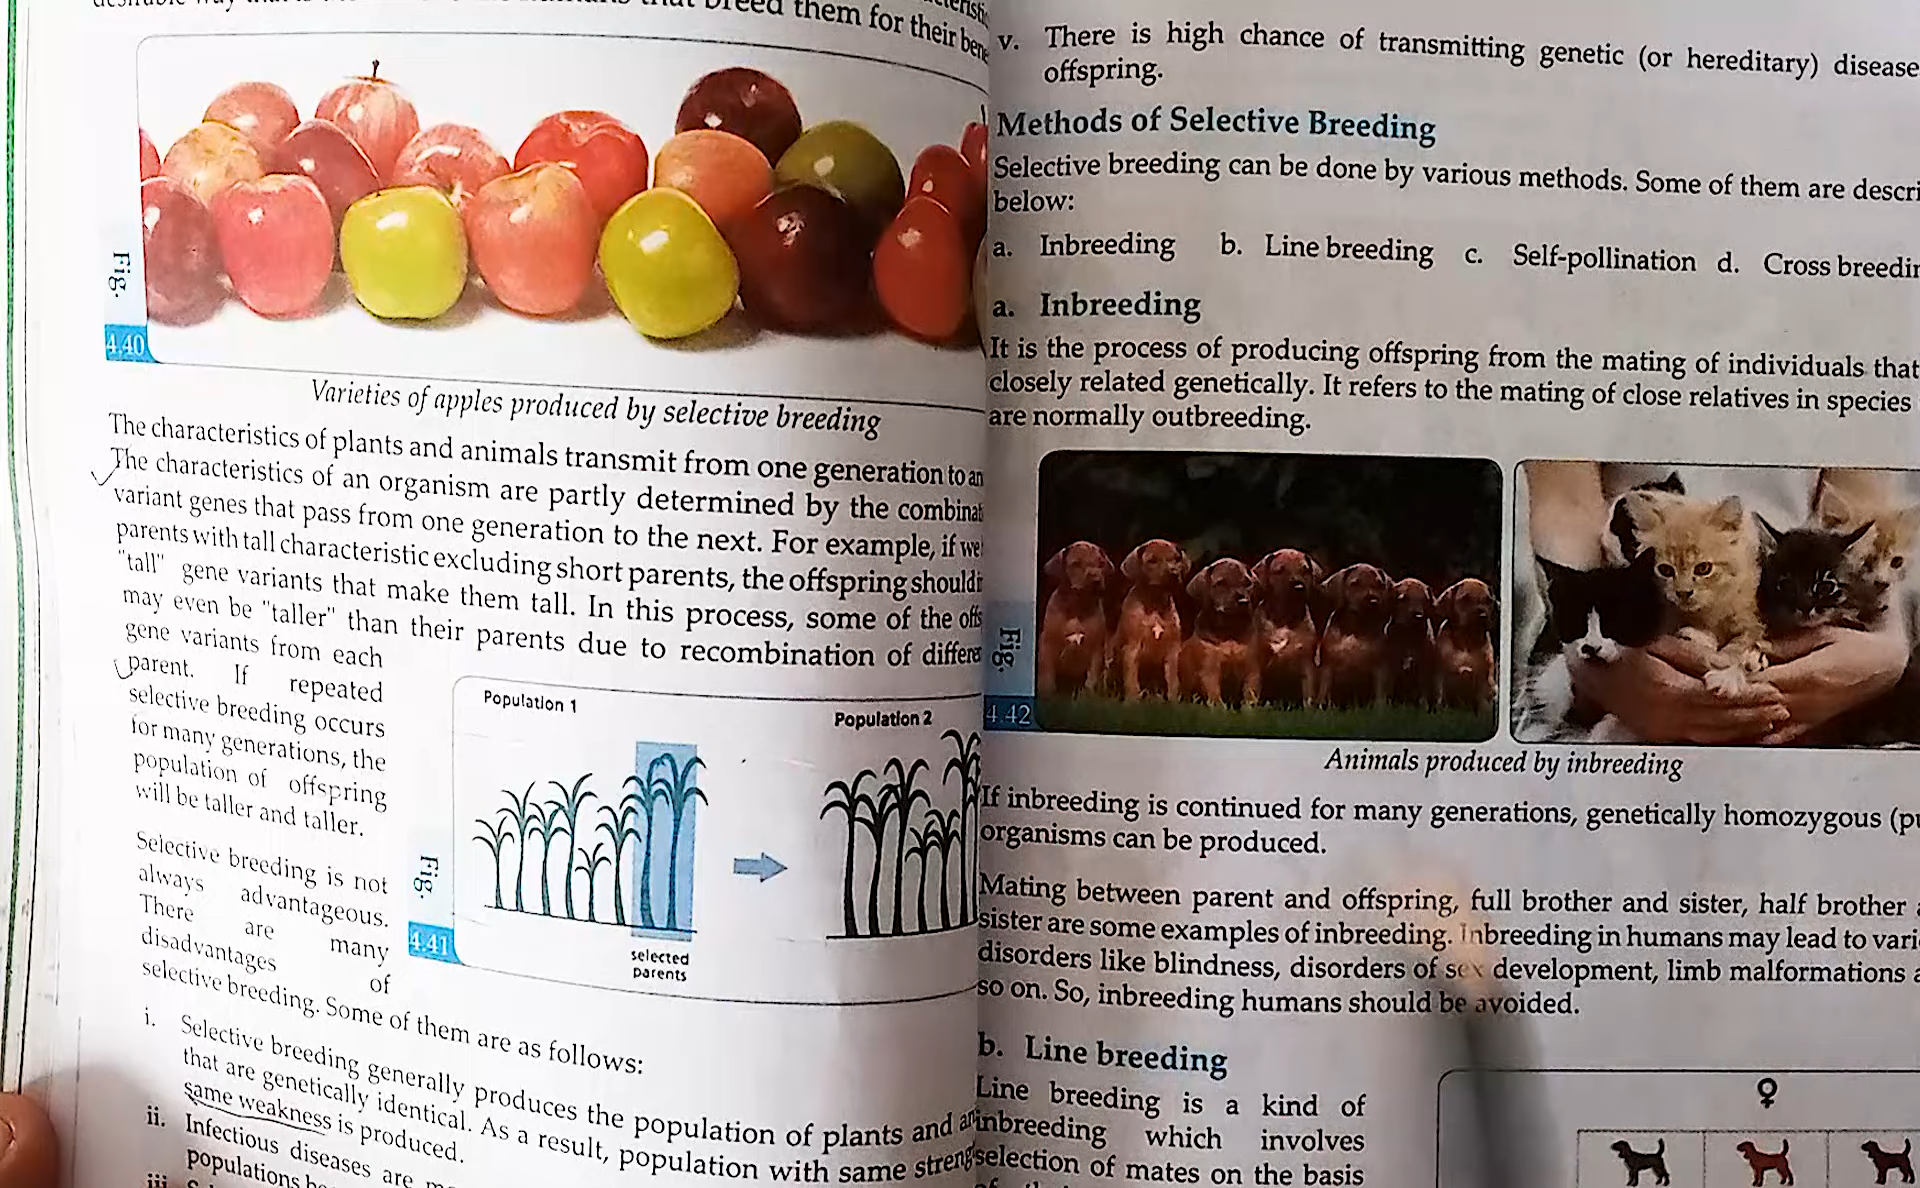 that breed them for their
Fig.
4.40
Varieties of apples produced by selective breeding
The characteristics of plants and animals transmit from one generation to
The characteristics of an organism are partly determined by the
variant genes that pass from one generation to the next. For example, if we
parents with tall characteristic excluding short parents, the offspring should
"tall" gene variants that make them tall. In this process, some of the
may even be "taller" than their parents due to recombination of
gene variants from each
parent. If repeated
selective breeding occurs
for many generations, the
population of offspring
will be taller and taller.
Population 1
Population 2
Fig.
4.41
selected
parents
Selective breeding is not
always advantageous.
There are many
disadvantages of
selective breeding. Some of them are as follows:
i. Selective breeding generally produces the population of plants and
that are genetically identical. As a result, population with same
same weakness is produced.
ii. Infectious diseases are
populations
iii.
v. There is high chance of transmitting genetic (or hereditary) disease
offspring.
Methods of Selective Breeding
Selective breeding can be done by various methods. Some of them are
below:
a. Inbreeding b. Line breeding c. Self-pollination d. Cross
a. Inbreeding
It is the process of producing offspring from the mating of individuals that
closely related genetically. It refers to the mating of close relatives in species
are normally outbreeding.
Fig.
4.42
Animals produced by inbreeding
If inbreeding is continued for many generations, genetically homozygous
organisms can be produced.
Mating between parent and offspring, full brother and sister, half brother
sister are some examples of inbreeding. Inbreeding in humans may lead to
disorders like blindness, disorders of sex development, limb malformations
so on. So, inbreeding humans should be avoided.
b. Line breeding
Line breeding is a kind of
inbreeding which involves
selection of mates on the basis
♀